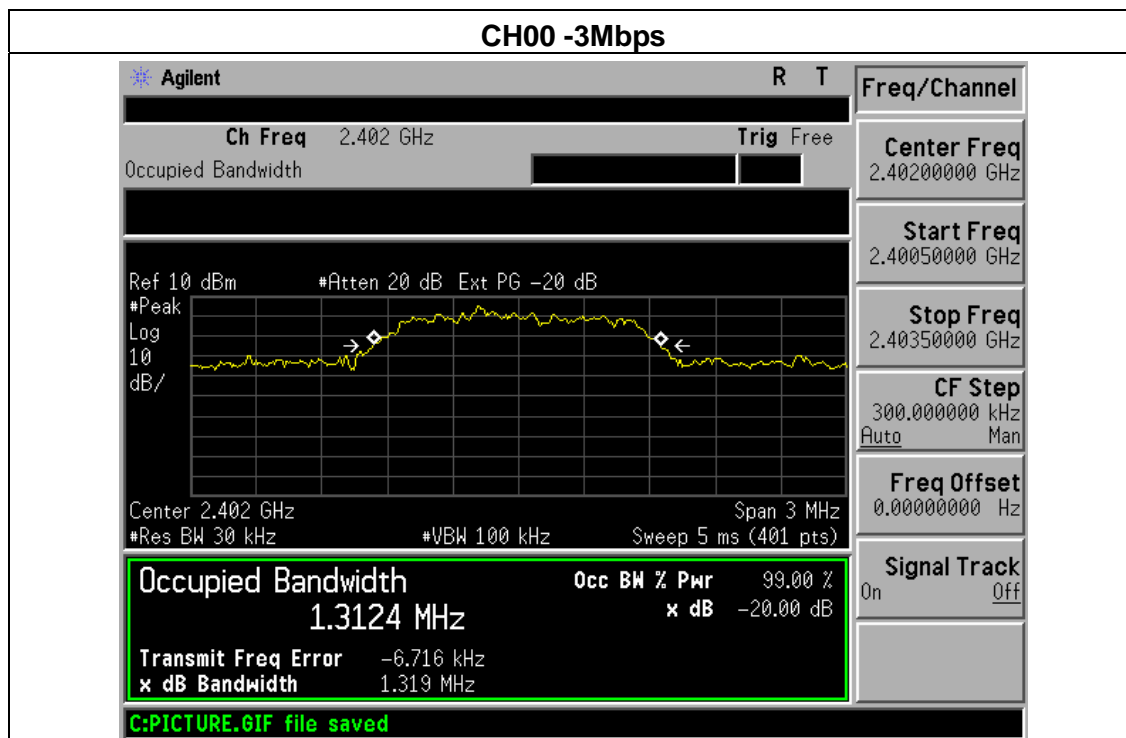 CH00 -3Mbps
Agilent R T
Ch Freq 2.402 GHz Trig Free
Occupied Bandwidth
Ref 10 dBm #Atten 20 dB Ext PG -20 dB
#Peak
Log
10
dB/
Center 2.402 GHz Span 3 MHz
#Res BW 30 kHz #VBW 100 kHz Sweep 5 ms (401 pts)
Occupied Bandwidth Occ BW % Pwr 99.00 %
1.3124 MHz x dB -20.00 dB
Transmit Freq Error -6.716 kHz
x dB Bandwidth 1.319 MHz
C:PICTURE.GIF file saved
Freq/Channel
Center Freq
2.40200000 GHz
Start Freq
2.40050000 GHz
Stop Freq
2.40350000 GHz
CF Step
300.000000 kHz
Auto Man
Freq Offset
0.00000000 Hz
Signal Track
On Off